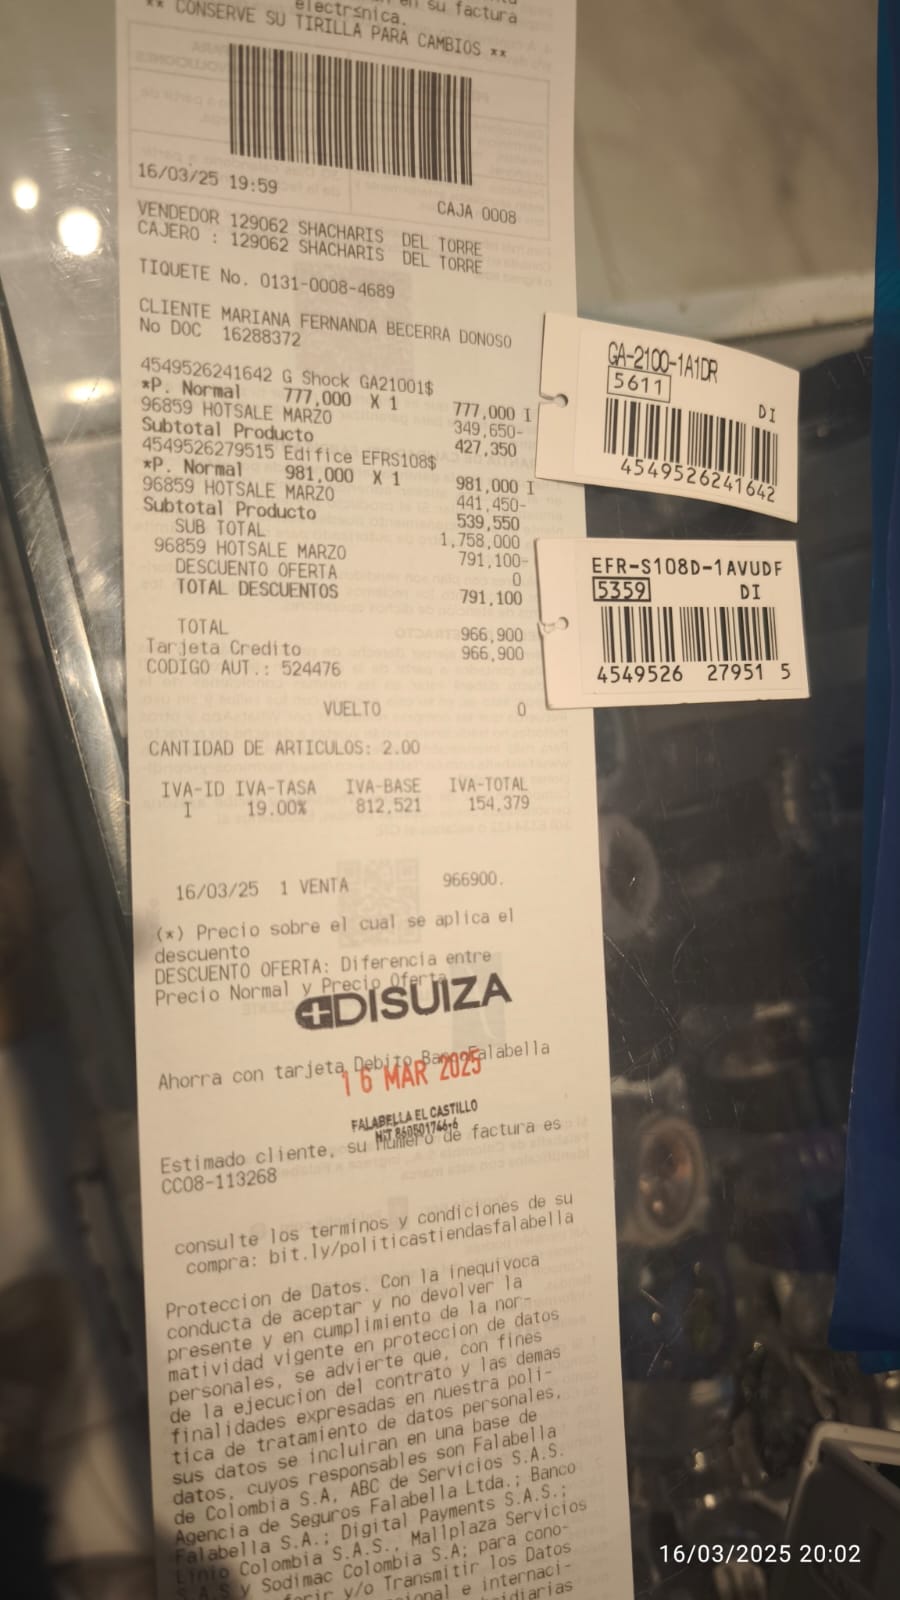 en su factura
electrsnica.
** CONSERVE SU TIRILLA PARA CAMBIOS **
16/03/25 19:59
CAJA 0008
VENDEDOR 129062 SHACHARIS DEL TORRE
CAJERO : 129062 SHACHARIS DEL TORRE
TIQUETE No. 0131-0008-4689
CLIENTE MARIANA FERNANDA BECERRA DONOSO
No DOC 16288372
4549526241642 G Shock GA21001$
*P. Normal 777,000 X 1 777,000 I
96859 HOTSALE MARZO 349,650-
Subtotal Producto 427,350
4549526279515 Edifice EFRS108$
*P. Normal 981,000 X 1 981,000 I
96859 HOTSALE MARZO 441,450-
Subtotal Producto 539,550
SUB TOTAL 1,758,000
96859 HOTSALE MARZO 791,100-
DESCUENTO OFERTA 0
TOTAL DESCUENTOS 791,100
TOTAL 966,900
Tarjeta Credito 966,900
CODIGO AUT.: 524476
VUELTO 0
CANTIDAD DE ARTICULOS: 2.00
IVA-ID IVA-TASA IVA-BASE IVA-TOTAL
I 19.00% 812,521 154,379
16/03/25 1 VENTA 966900.
(*) Precio sobre el cual se aplica el
descuento
DESCUENTO OFERTA: Diferencia entre
Precio Normal y Precio Oferta
DISUIZA
Ahorra con tarjeta Debito Banco Falabella
16 MAR 2025
FALABELLA EL CASTILLO
NIT 860501766-6
Estimado cliente, su numero de factura es
CC08-113268
consulte los terminos y condiciones de su
compra: bit.ly/politicastiendasfalabella
Proteccion de Datos. Con la inequivoca
conducta de aceptar y no devolver la
presente y en cumplimiento de la nor-
matividad vigente en proteccion de datos
personales, se advierte que, con fines
de la ejecucion del contrato y las demas
finalidades expresadas en nuestra poli-
tica de tratamiento de datos personales,
sus datos se incluiran en una base de
datos, cuyos responsables son Falabella
de Colombia S.A, ABC de Servicios S.A.S.
Agencia de Seguros Falabella Ltda.; Banco
Falabella S.A.; Digital Payments S.A.S.;
Linio Colombia S.A.S., Mallplaza Servicios
S.A.S y Sodimac Colombia S.A; para cono-
y/o Transmitir los Datos
e internaci-
GA-2100-1A1DR
5611
DI
4549526241642
EFR-S108D-1AVUDF
5359 DI
4549526 27951 5
16/03/2025 20:02